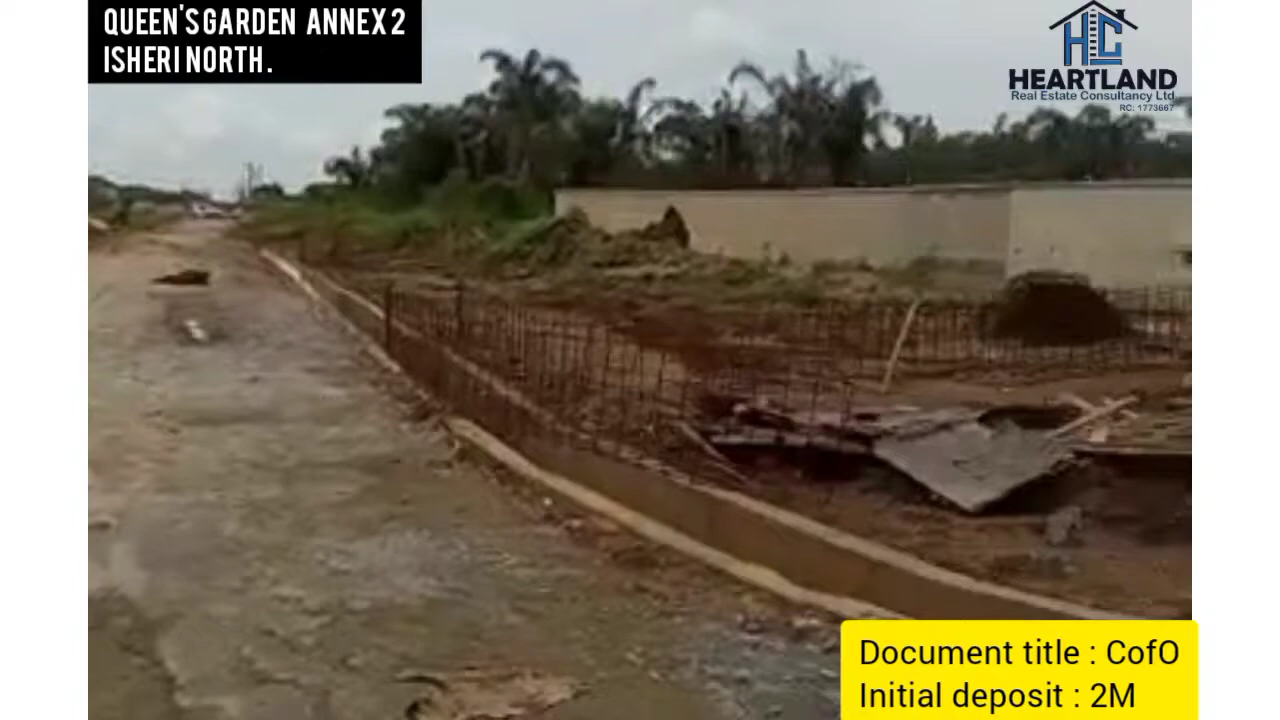 QUEEN'S GARDEN ANNEX 2
ISHERI NORTH.
HC
HEARTLAND
Real Estate Consultancy Ltd
RC: 1773667
Document title : CofO
Initial deposit : 2M